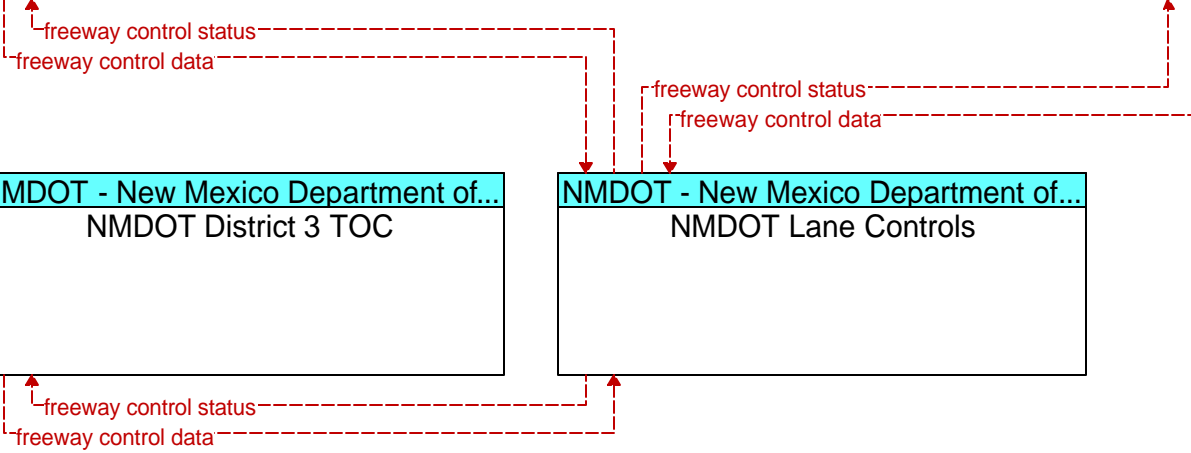 freeway control status
freeway control data
freeway control status
freeway control data
MDOT - New Mexico Department of...
NMDOT District 3 TOC
NMDOT - New Mexico Department of...
NMDOT Lane Controls
freeway control status
freeway control data